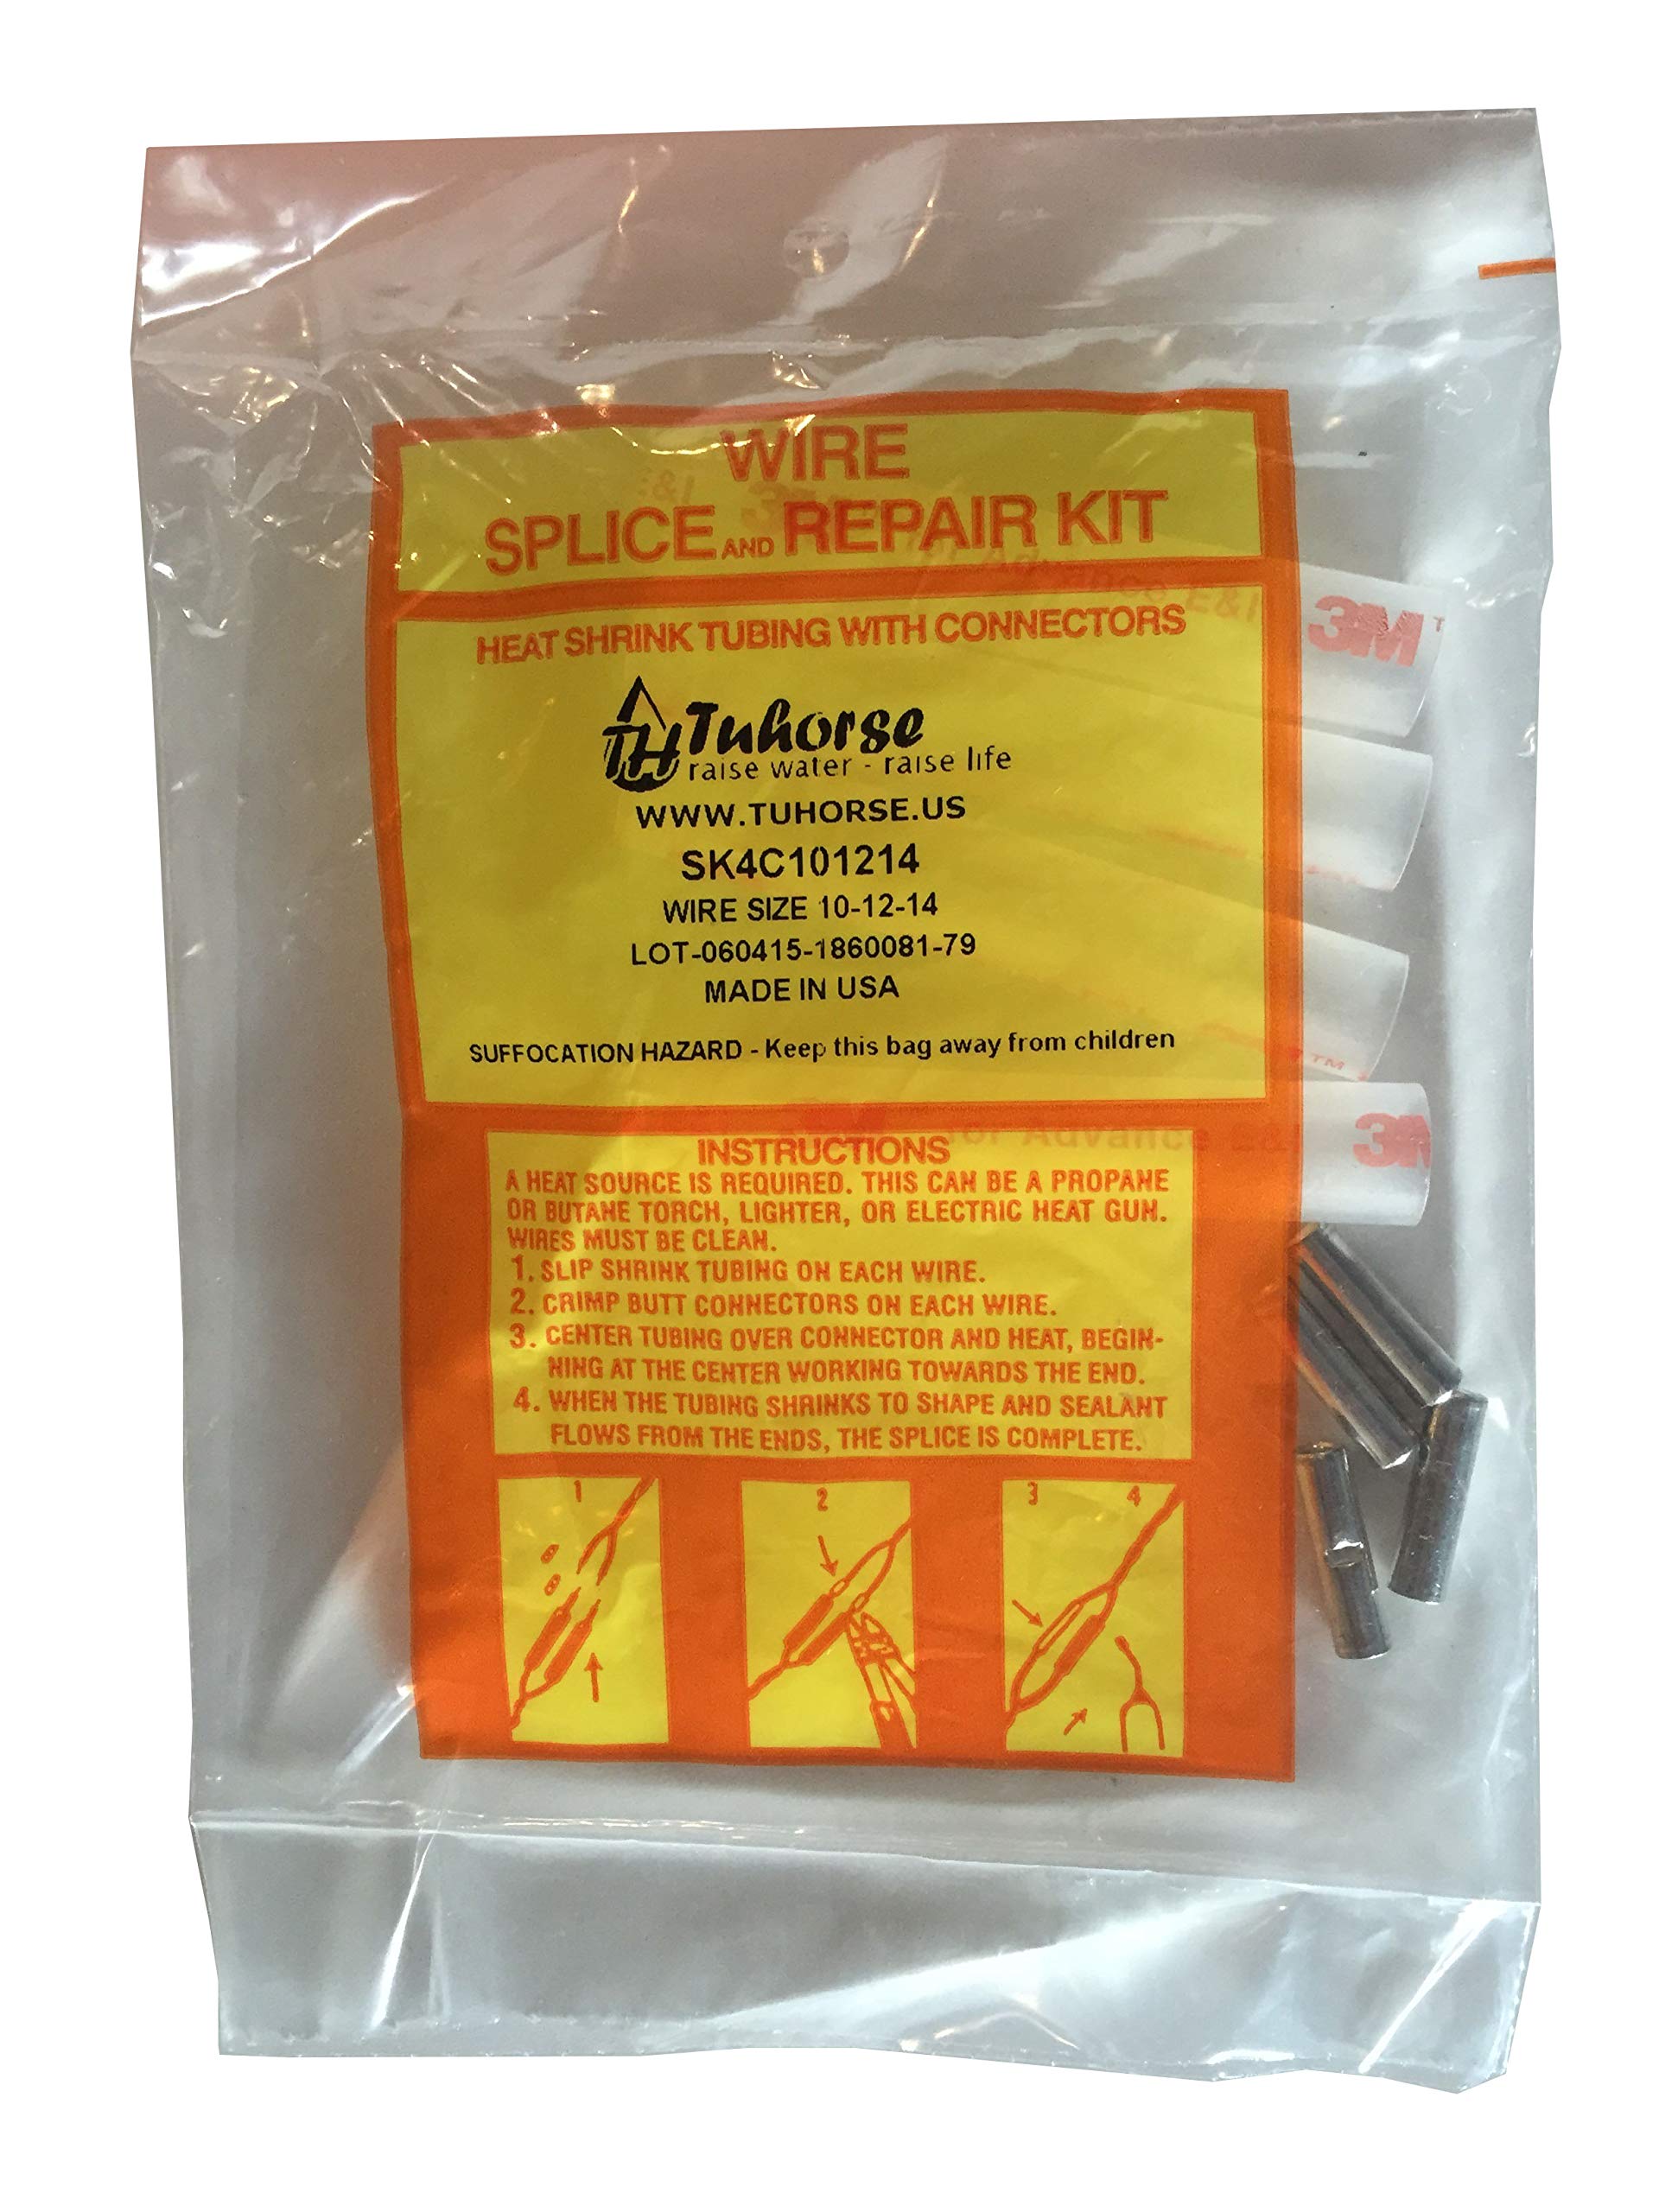 WIRE
SPLICE AND REPAIR KIT
HEAT SHRINK TUBING WITH CONNECTORS
TH Tuhorse
raise water - raise life
WWW.TUHORSE.US
SK4C101214
WIRE SIZE 10-12-14
LOT-060415-1860081-79
MADE IN USA
SUFFOCATION HAZARD - Keep this bag away from children
INSTRUCTIONS
A HEAT SOURCE IS REQUIRED. THIS CAN BE A PROPANE
OR BUTANE TORCH, LIGHTER, OR ELECTRIC HEAT GUN.
WIRES MUST BE CLEAN.
1. SLIP SHRINK TUBING ON EACH WIRE.
2. CRIMP BUTT CONNECTORS ON EACH WIRE.
3. CENTER TUBING OVER CONNECTOR AND HEAT, BEGIN-
NING AT THE CENTER WORKING TOWARDS THE END.
4. WHEN THE TUBING SHRINKS TO SHAPE AND SEALANT
FLOWS FROM THE ENDS, THE SPLICE IS COMPLETE.
1 2 3 4
for Advance E&I 3M™
for Advance E& 3M